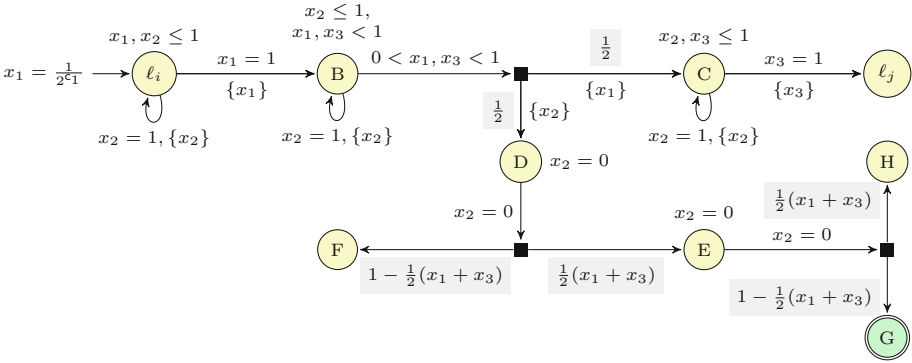 x₂ ≤ 1,
x₁, x₂ ≤ 1
x₁, x₃ < 1
x₂, x₃ ≤ 1
x₁ = 1/2^c₁
ℓᵢ
x₁ = 1
{x₁}
B
0 < x₁, x₃ < 1
1/2
{x₁}
C
x₃ = 1
{x₃}
ℓⱼ
x₂ = 1, {x₂}
x₂ = 1, {x₂}
1/2
{x₂}
x₂ = 1, {x₂}
D
x₂ = 0
H
x₂ = 0
x₂ = 0
1/2(x₁ + x₃)
F
E
x₂ = 0
1 − 1/2(x₁ + x₃)
1/2(x₁ + x₃)
1 − 1/2(x₁ + x₃)
G